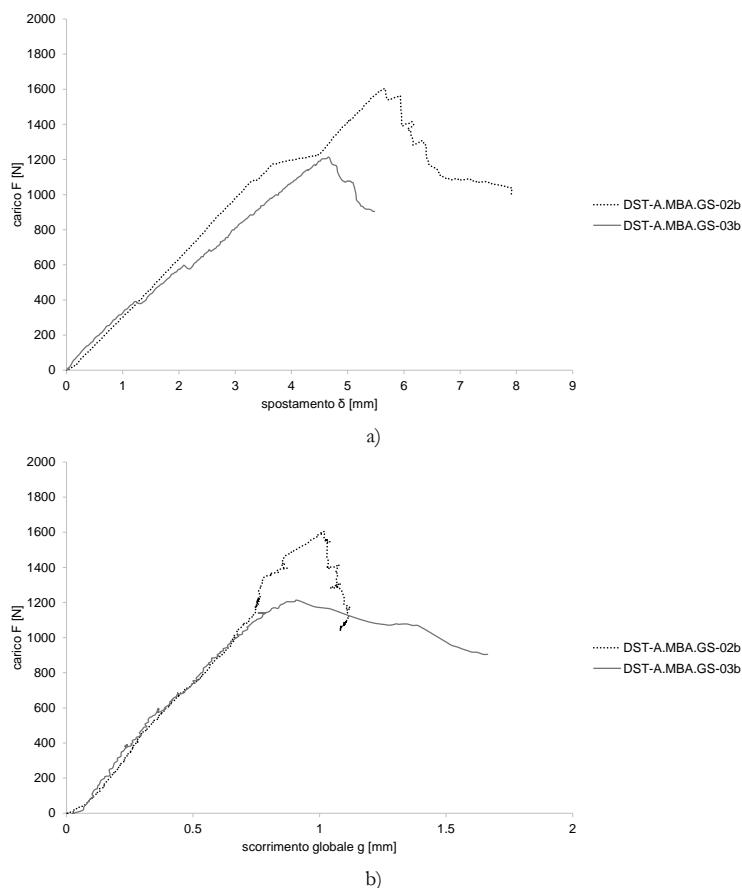 2000
1800
1600
1400
1200
1000
800
600
400
200
0
carico F [N]
0 1 2 3 4 5 6 7 8 9
spostamento δ [mm]
DST-A.MBA.GS-02b
DST-A.MBA.GS-03b
a)
2000
1800
1600
1400
1200
1000
800
600
400
200
0
carico F [N]
0 0.5 1 1.5 2
scorrimento globale g [mm]
DST-A.MBA.GS-02b
DST-A.MBA.GS-03b
b)